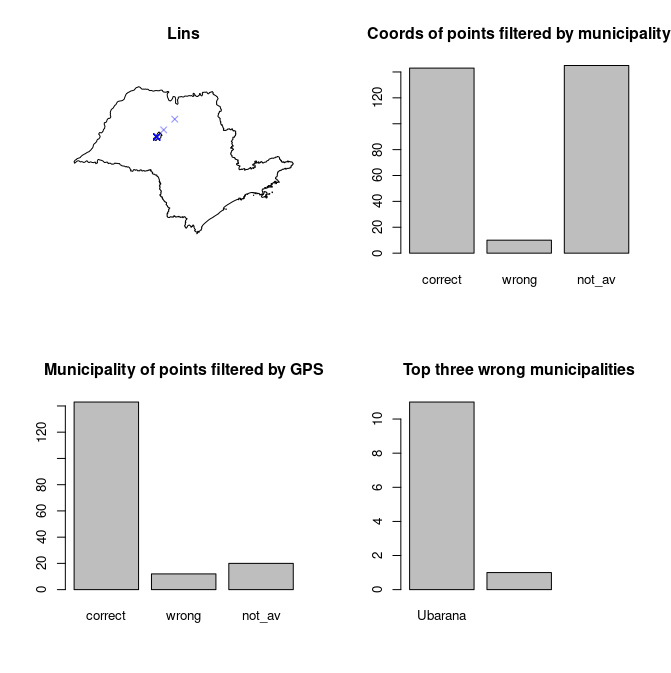 Lins
Coords of points filtered by municipality
120
80
60
40
20
0
correct wrong not_av
Municipality of points filtered by GPS
120
80
60
40
20
0
correct wrong not_av
Top three wrong municipalities
10
8
6
4
2
0
Ubarana